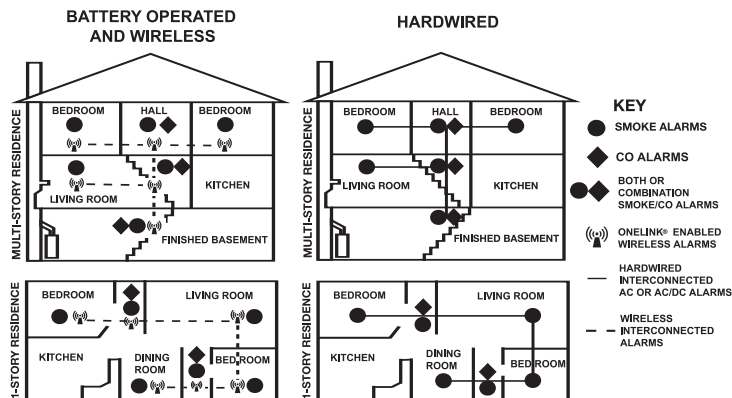 BATTERY OPERATED
AND WIRELESS
HARDWIRED
MULTI-STORY RESIDENCE
BEDROOM
HALL
BEDROOM
LIVING ROOM
KITCHEN
FINISHED BASEMENT
MULTI-STORY RESIDENCE
BEDROOM
HALL
BEDROOM
LIVING ROOM
KITCHEN
FINISHED BASEMENT
KEY
SMOKE ALARMS
CO ALARMS
BOTH OR
COMBINATION
SMOKE/CO ALARMS
ONELINK® ENABLED
WIRELESS ALARMS
HARDWIRED
INTERCONNECTED
AC OR AC/DC ALARMS
WIRELESS
INTERCONNECTED
ALARMS
1-STORY RESIDENCE
BEDROOM
LIVING ROOM
KITCHEN
DINING
ROOM
BEDROOM
1-STORY RESIDENCE
BEDROOM
LIVING ROOM
KITCHEN
DINING
ROOM
BEDROOM